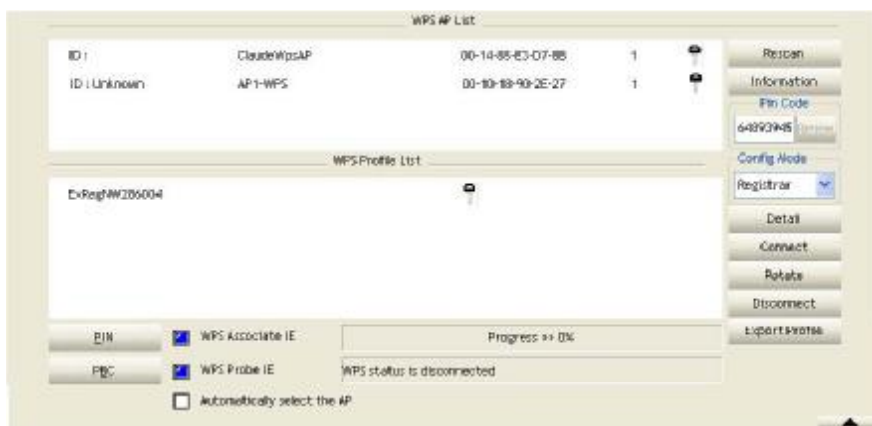 WPS AP List
ID : ClaudeWpsAP 00-14-85-E3-D7-8B 1
ID : Unknown AP1-WPS 00-10-18-90-2E-27 1
Rescan
Information
Pin Code
64893945
WPS Profile List
Config Mode
Registrar
ExRegNW286004
Detail
Connect
Rotate
Disconnect
Export Profile
PIN WPS Associate IE Progress >> 0%
PBC WPS Probe IE WPS status is disconnected
Automatically select the AP